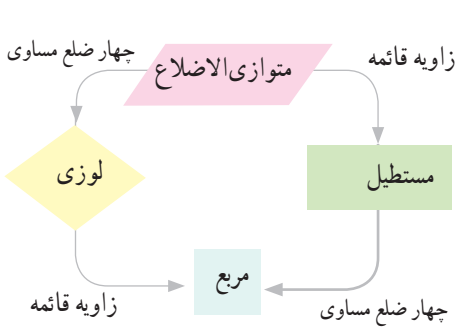 زاویه قائمه
چهار ضلع مساوی
متوازی‌الاضلاع
مستطیل
لوزی
مربع
چهار ضلع مساوی
زاویه قائمه